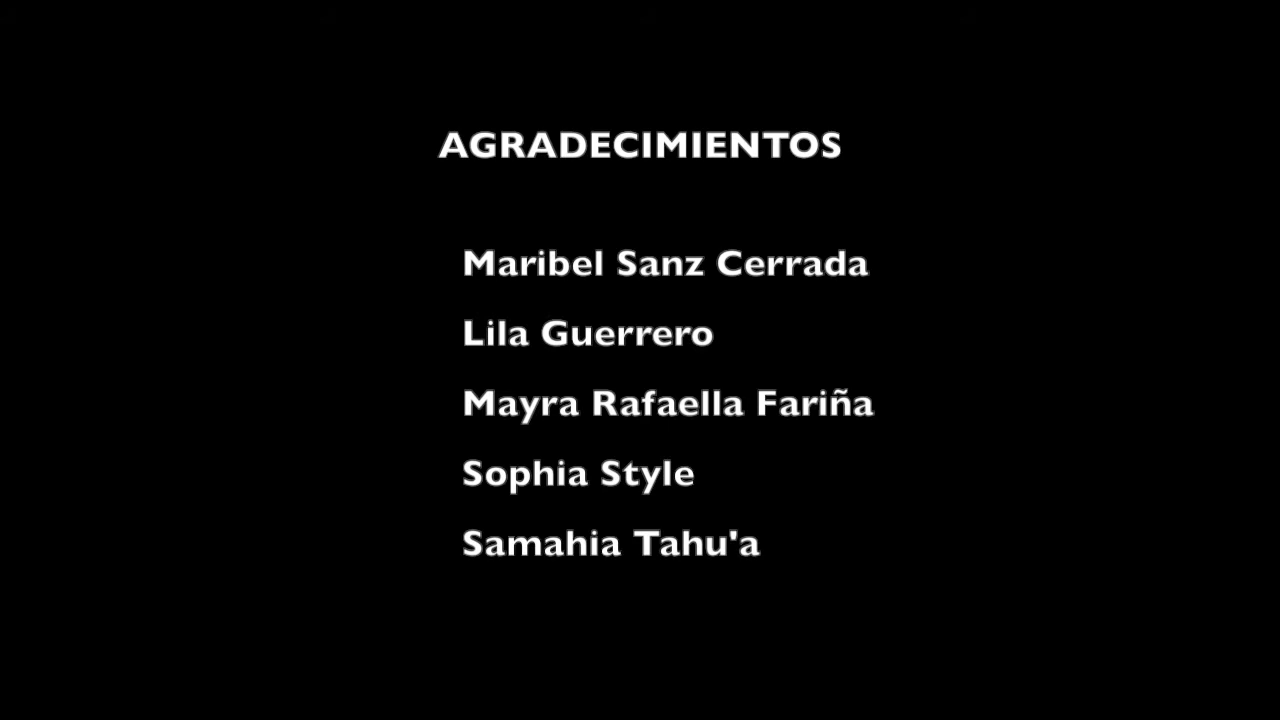 AGRADECIMIENTOS
Maribel Sanz Cerrada
Lila Guerrero
Mayra Rafaella Fariña
Sophia Style
Samahia Tahu'a